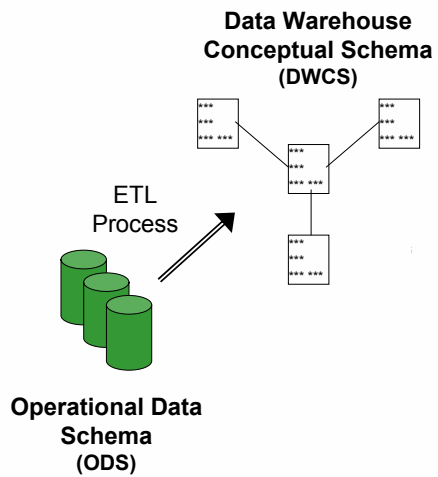 Data Warehouse
Conceptual Schema
(DWCS)
***
***
*** ***
***
***
*** ***
***
***
*** ***
***
***
*** ***
ETL
Process
Operational Data
Schema
(ODS)